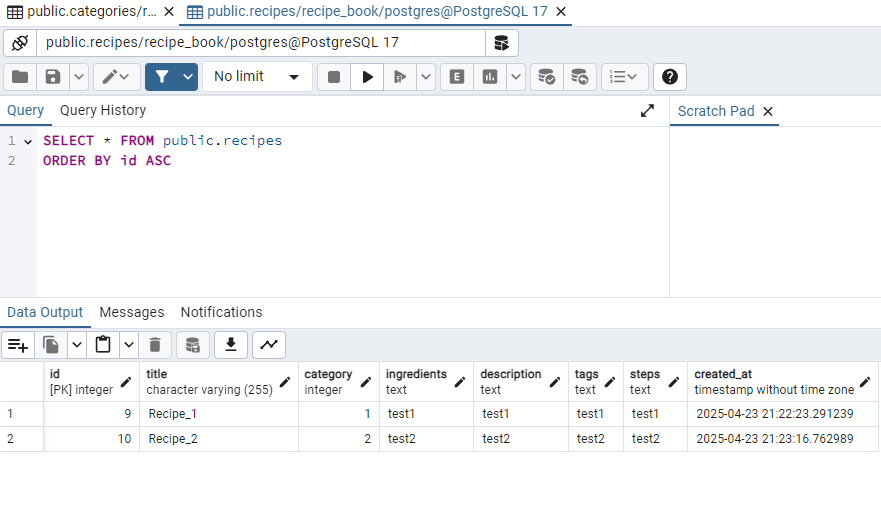 public.categories/r... public.recipes/recipe_book/postgres@PostgreSQL 17
public.recipes/recipe_book/postgres@PostgreSQL 17
No limit
E
Query Query History Scratch Pad
1 SELECT * FROM public.recipes
2 ORDER BY id ASC
Data Output Messages Notifications
id title category ingredients description tags steps created_at
[PK] integer character varying (255) integer text text text text timestamp without time zone
1 9 Recipe_1 1 test1 test1 test1 test1 2025-04-23 21:22:23.291239
2 10 Recipe_2 2 test2 test2 test2 test2 2025-04-23 21:23:16.762989